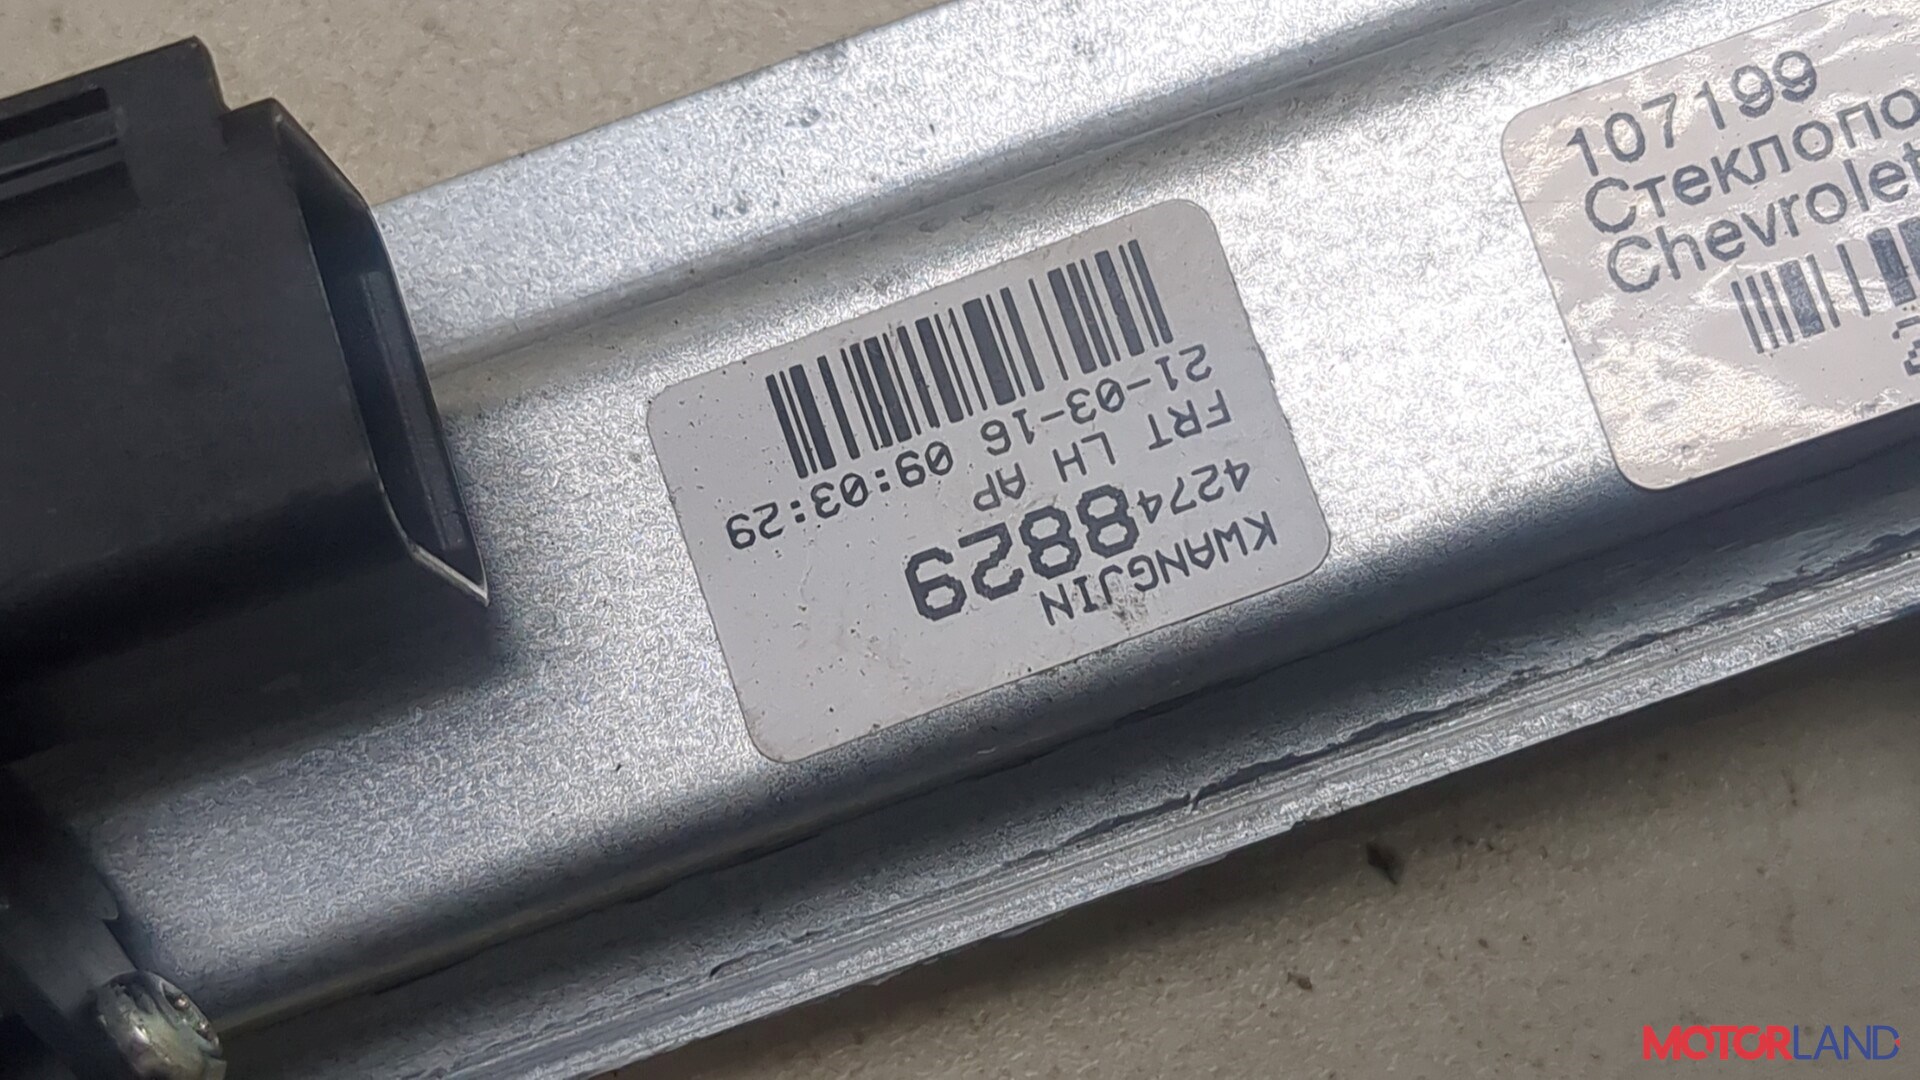 KWANGJIN
42748829
FRT LH AP
21-03-16 09:03:29
107199
Стеклопо
Chevrolet
MOTORLAND